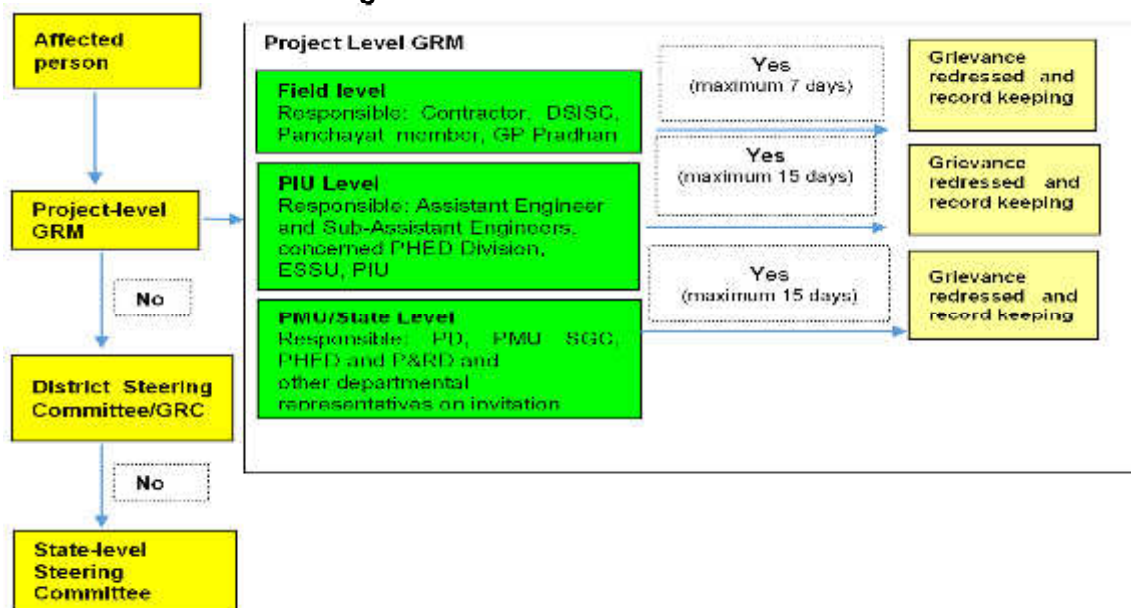 Affected
person
Project-level
GRM
No
District Steering
Committee/GRC
No
State-level
Steering
Committee
Project Level GRM
Field level
Responsible: Contractor, DSISC,
Panchayat member, GP Pradhan
Yes
(maximum 7 days)
Grievance
redressed and
record keeping
PIU Level
Responsible: Assistant Engineer
and Sub-Assistant Engineers,
concerned PHED Division,
ESSU, PIU
Yes
(maximum 15 days)
Grievance
redressed and
record keeping
PMU/State Level
Responsible: PD, PMU SGC,
PHED and P&RD and
other departmental
representatives on invitation
Yes
(maximum 15 days)
Grievance
redressed and
record keeping